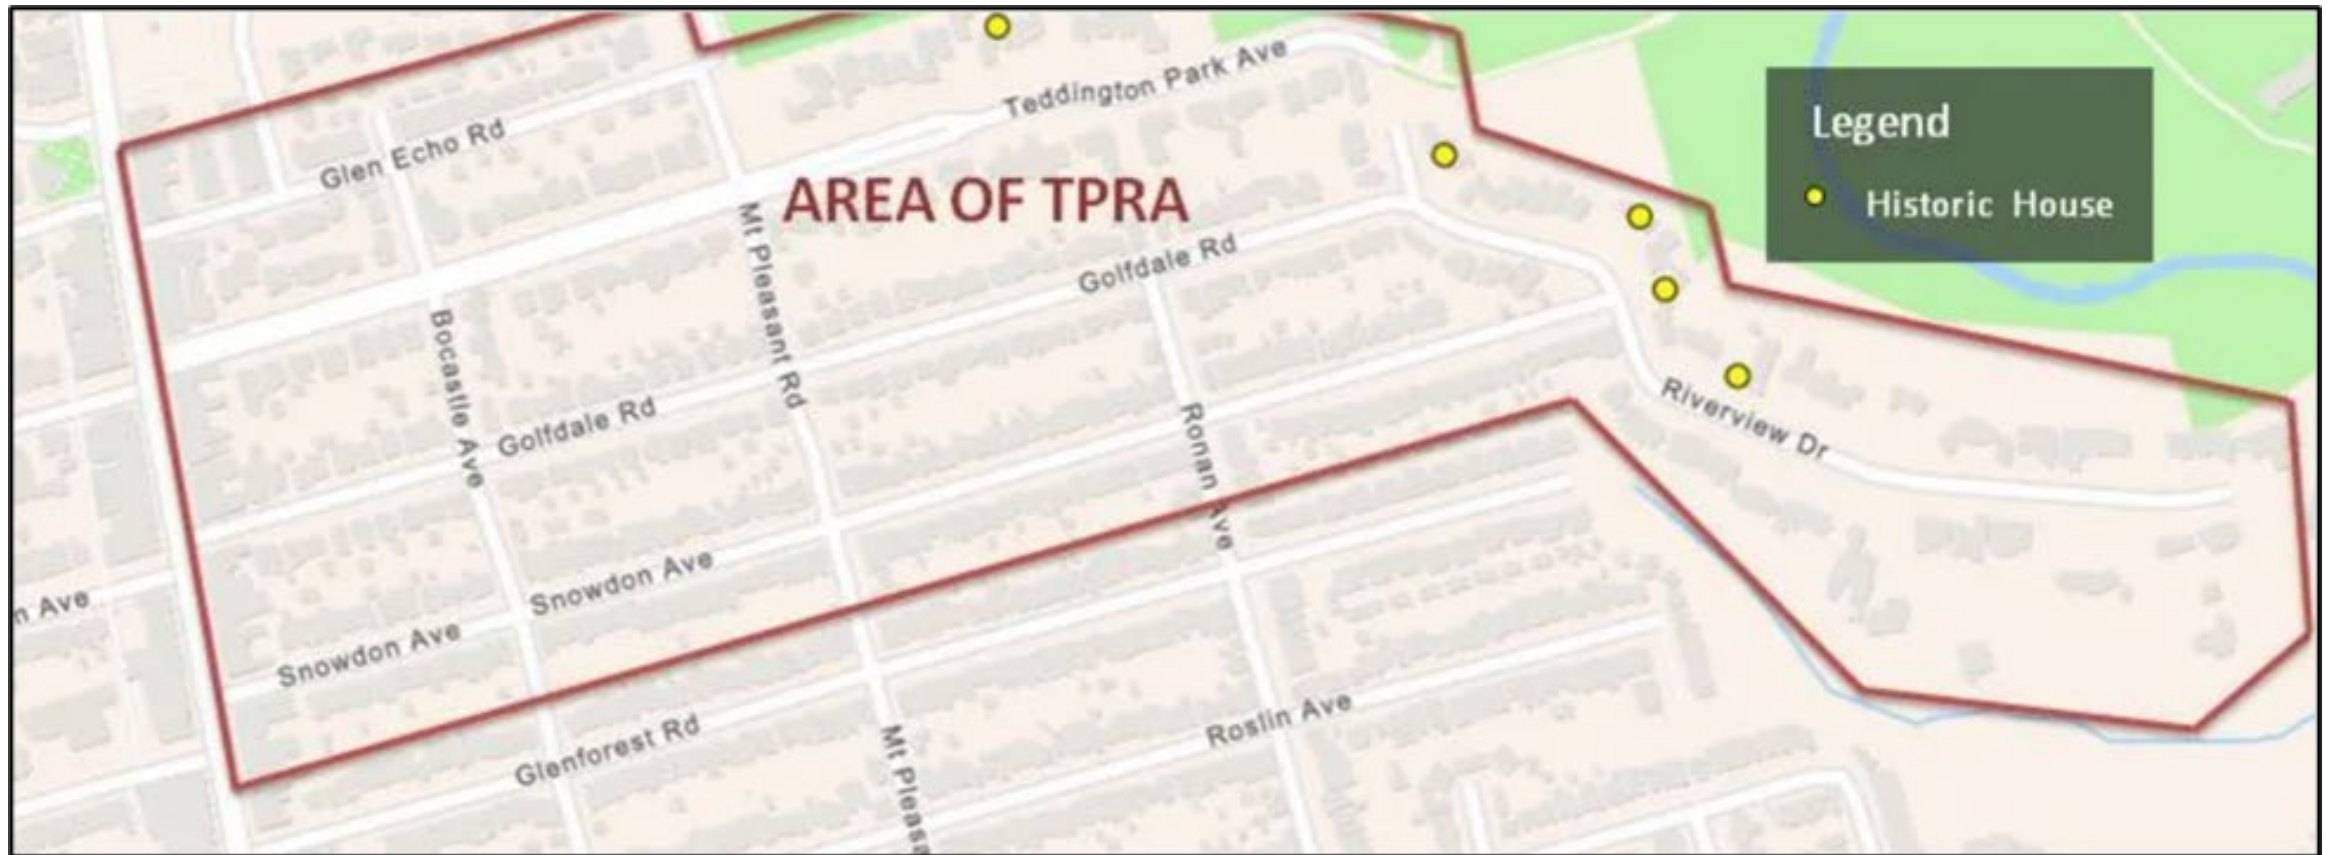 Teddington Park Ave
Legend
Glen Echo Rd
Historic House
AREA OF TPRA
Mt Pleasant Rd
Golfdale Rd
Bocastle Ave
Golfdale Rd
Riverview Dr
Ronan Ave
Snowdon Ave
n Ave
Snowdon Ave
Glenforest Rd
Roslin Ave
Mt Pleasa